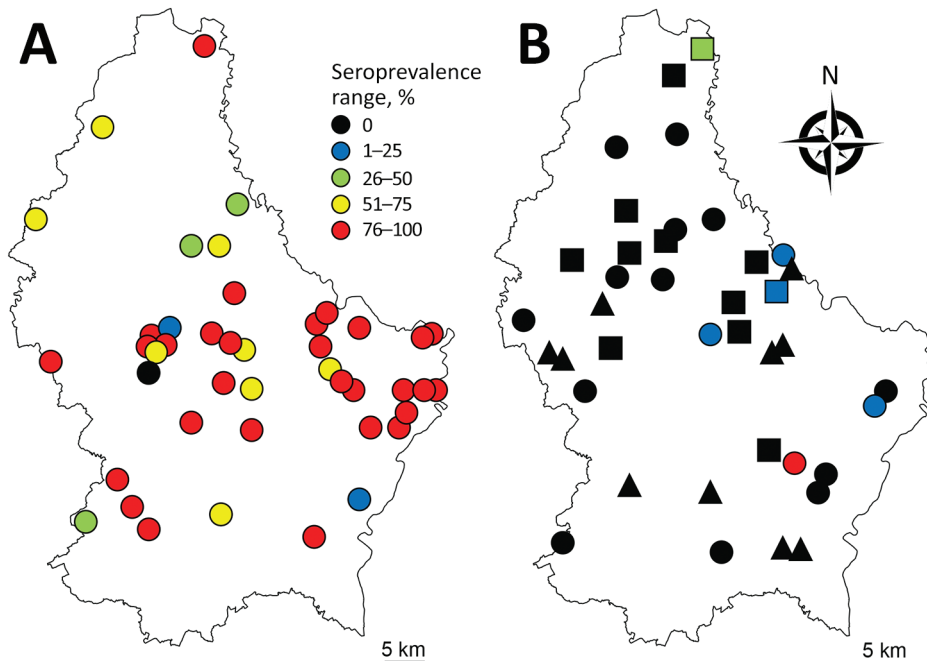 A
B
Seroprevalence
range, %
0
1–25
26–50
51–75
76–100
N
5 km
5 km